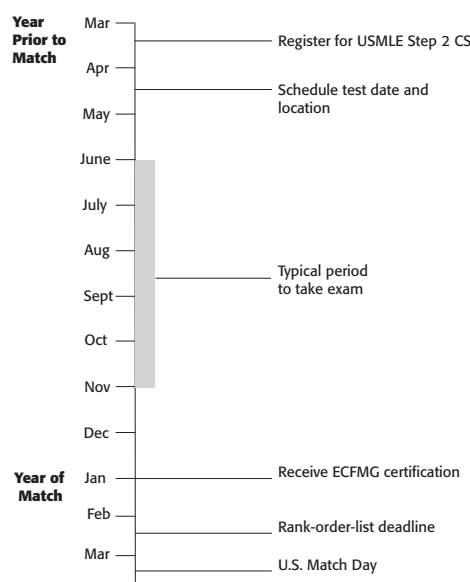 Year
Prior to
Match
Mar
Register for USMLE Step 2 CS
Apr
Schedule test date and
location
May
June
July
Aug
Typical period
to take exam
Sept
Oct
Nov
Dec
Year of
Match
Jan
Receive ECFMG certification
Feb
Rank-order-list deadline
Mar
U.S. Match Day